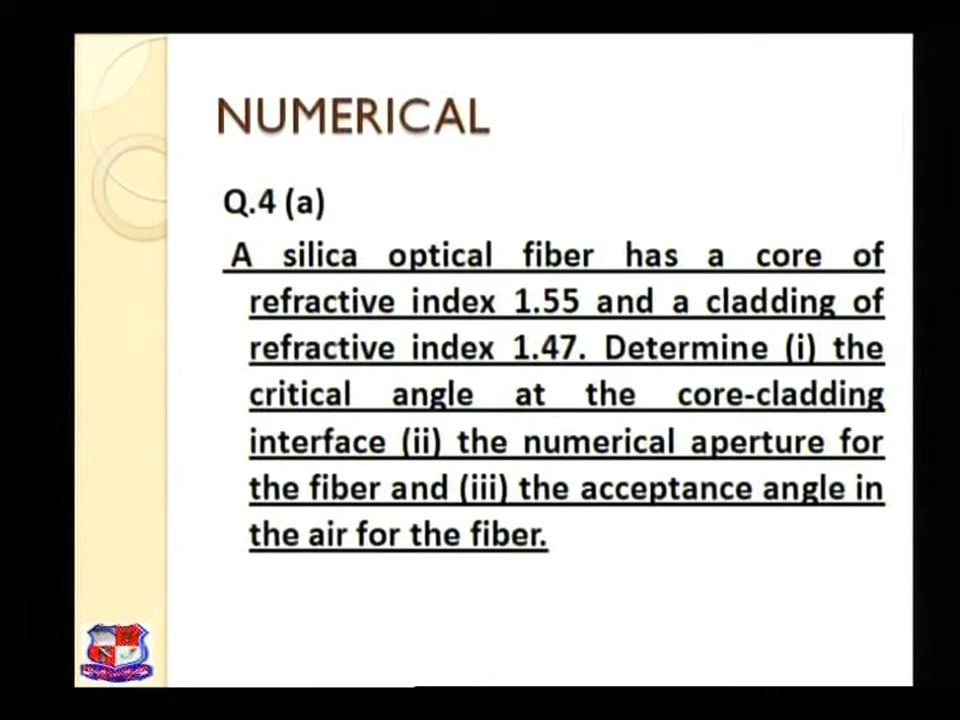 NUMERICAL
Q.4 (a)
A silica optical fiber has a core of
refractive index 1.55 and a cladding of
refractive index 1.47. Determine (i) the
critical angle at the core-cladding
interface (ii) the numerical aperture for
the fiber and (iii) the acceptance angle in
the air for the fiber.